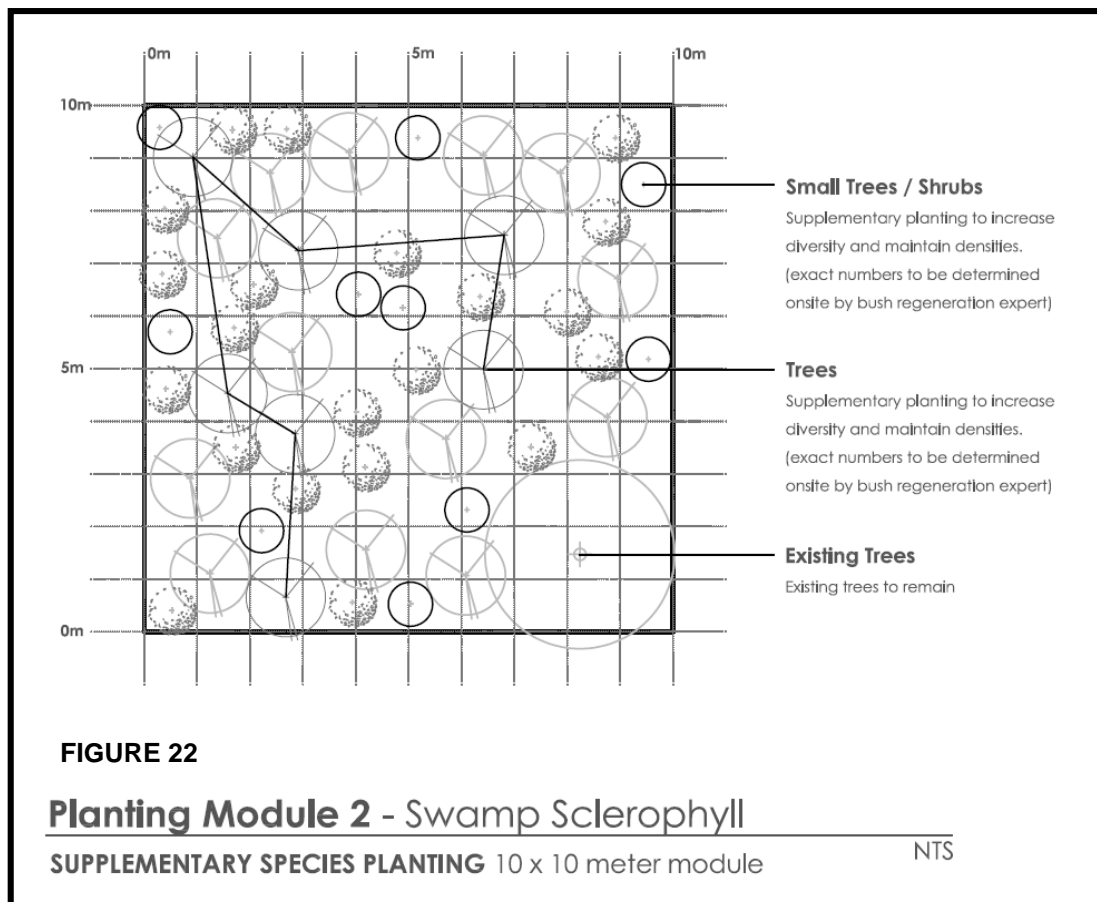 0m 5m 10m
10m
Small Trees / Shrubs
Supplementary planting to increase
diversity and maintain densities.
(exact numbers to be determined
onsite by bush regeneration expert)
5m
Trees
Supplementary planting to increase
diversity and maintain densities.
(exact numbers to be determined
onsite by bush regeneration expert)
Existing Trees
Existing trees to remain
0m
FIGURE 22
Planting Module 2 - Swamp Sclerophyll
SUPPLEMENTARY SPECIES PLANTING 10 x 10 meter module
NTS